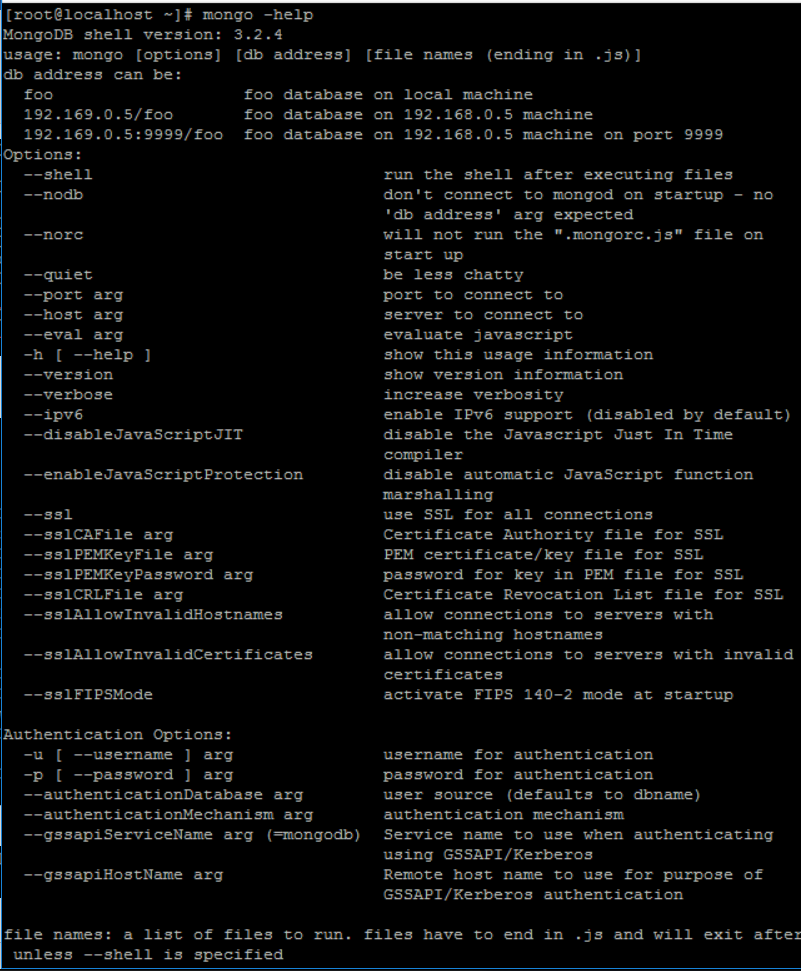 [root@localhost ~]# mongo -help
MongoDB shell version: 3.2.4
usage: mongo [options] [db address] [file names (ending in .js)]
db address can be:
  foo                   foo database on local machine
  192.169.0.5/foo       foo database on 192.168.0.5 machine
  192.169.0.5:9999/foo  foo database on 192.168.0.5 machine on port 9999
Options:
  --shell                             run the shell after executing files
  --nodb                              don't connect to mongod on startup - no
                                      'db address' arg expected
  --norc                              will not run the ".mongorc.js" file on
                                      start up
  --quiet                             be less chatty
  --port arg                          port to connect to
  --host arg                          server to connect to
  --eval arg                          evaluate javascript
  -h [ --help ]                       show this usage information
  --version                           show version information
  --verbose                           increase verbosity
  --ipv6                              enable IPv6 support (disabled by default)
  --disableJavaScriptJIT              disable the Javascript Just In Time
                                      compiler
  --enableJavaScriptProtection        disable automatic JavaScript function
                                      marshalling
  --ssl                               use SSL for all connections
  --sslCAFile arg                     Certificate Authority file for SSL
  --sslPEMKeyFile arg                 PEM certificate/key file for SSL
  --sslPEMKeyPassword arg             password for key in PEM file for SSL
  --sslCRLFile arg                    Certificate Revocation List file for SSL
  --sslAllowInvalidHostnames          allow connections to servers with
                                      non-matching hostnames
  --sslAllowInvalidCertificates       allow connections to servers with invalid
                                      certificates
  --sslFIPSMode                       activate FIPS 140-2 mode at startup

Authentication Options:
  -u [ --username ] arg               username for authentication
  -p [ --password ] arg               password for authentication
  --authenticationDatabase arg        user source (defaults to dbname)
  --authenticationMechanism arg       authentication mechanism
  --gssapiServiceName arg (=mongodb)  Service name to use when authenticating
                                      using GSSAPI/Kerberos
  --gssapiHostName arg                Remote host name to use for purpose of
                                      GSSAPI/Kerberos authentication

file names: a list of files to run. files have to end in .js and will exit after
 unless --shell is specified